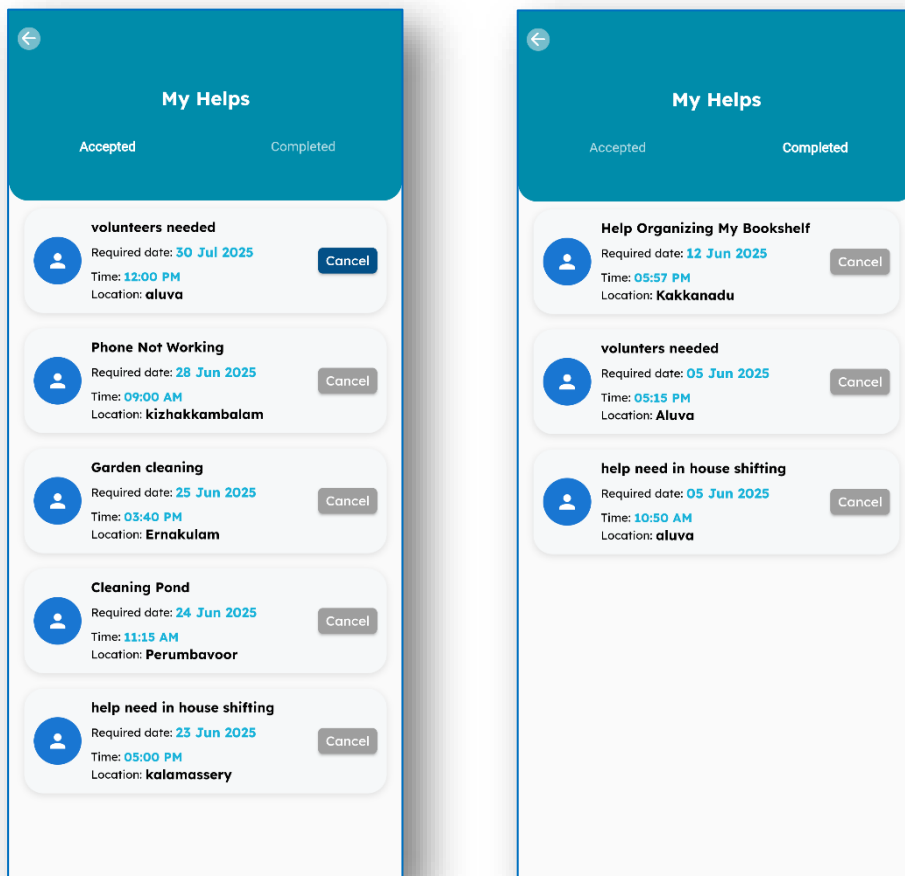 My Helps
Accepted Completed
volunteers needed
Required date: 30 Jul 2025
Cancel
Time: 12:00 PM
Location: aluva
Phone Not Working
Required date: 28 Jun 2025
Cancel
Time: 09:00 AM
Location: kizhakkambalam
Garden cleaning
Required date: 25 Jun 2025
Cancel
Time: 03:40 PM
Location: Ernakulam
Cleaning Pond
Required date: 24 Jun 2025
Cancel
Time: 11:15 AM
Location: Perumbavoor
help need in house shifting
Required date: 23 Jun 2025
Cancel
Time: 05:00 PM
Location: kalamassery
My Helps
Accepted Completed
Help Organizing My Bookshelf
Required date: 12 Jun 2025
Cancel
Time: 05:57 PM
Location: Kakkanadu
volunters needed
Required date: 05 Jun 2025
Cancel
Time: 05:15 PM
Location: Aluva
help need in house shifting
Required date: 05 Jun 2025
Cancel
Time: 10:50 AM
Location: aluva